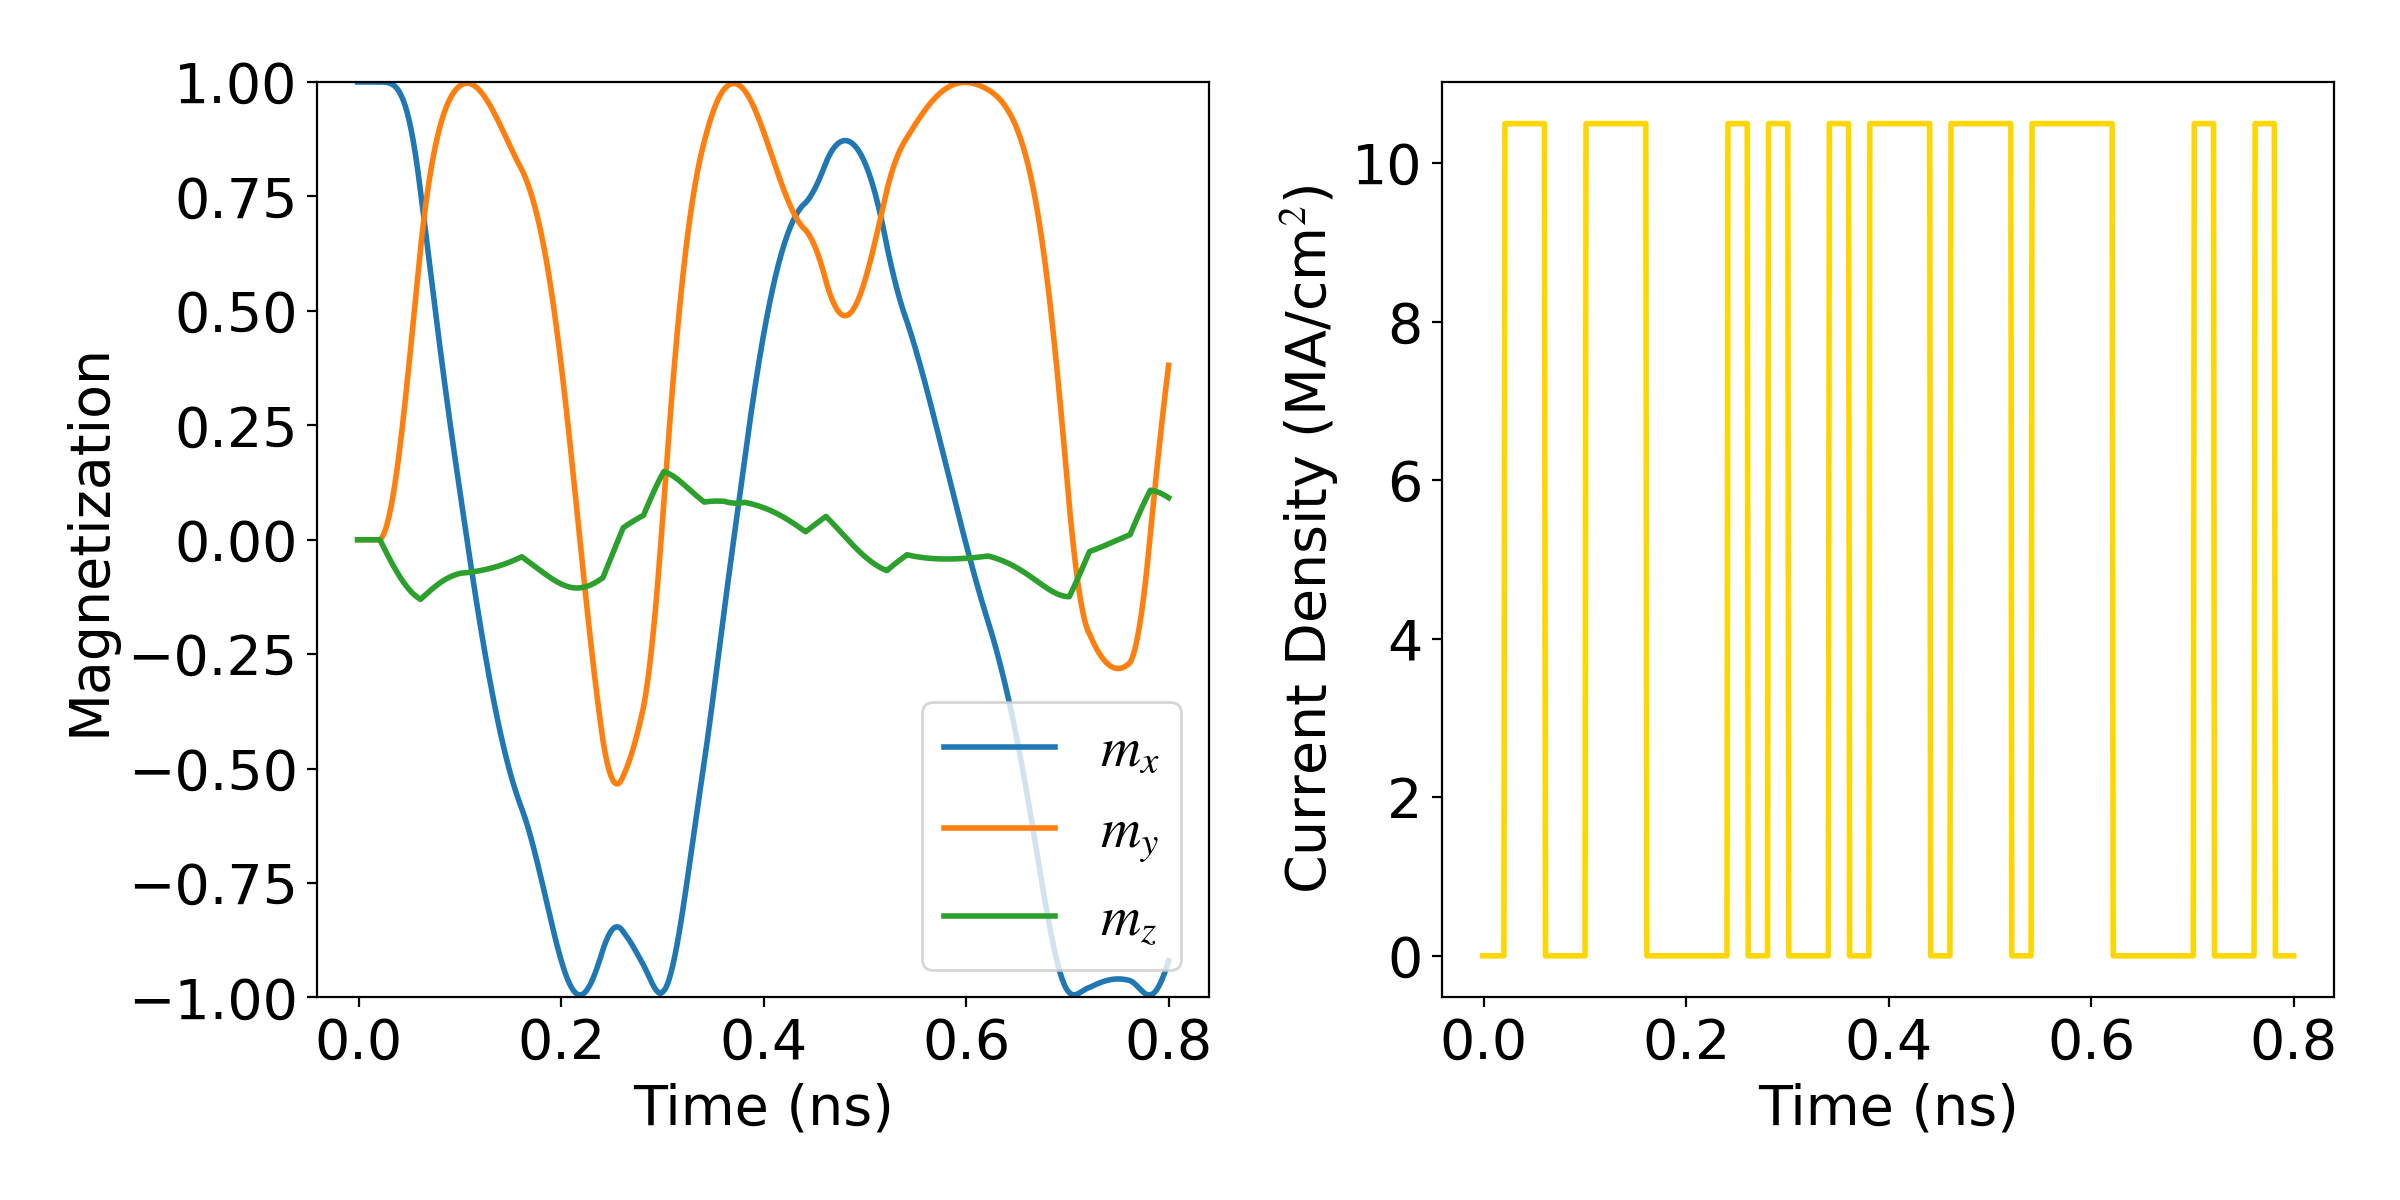 Magnetization
1.00
0.75
0.50
0.25
0.00
−0.25
−0.50
−0.75
−1.00
0.0 0.2 0.4 0.6 0.8
Time (ns)
m_x
m_y
m_z
Current Density (MA/cm²)
10
8
6
4
2
0
0.0 0.2 0.4 0.6 0.8
Time (ns)